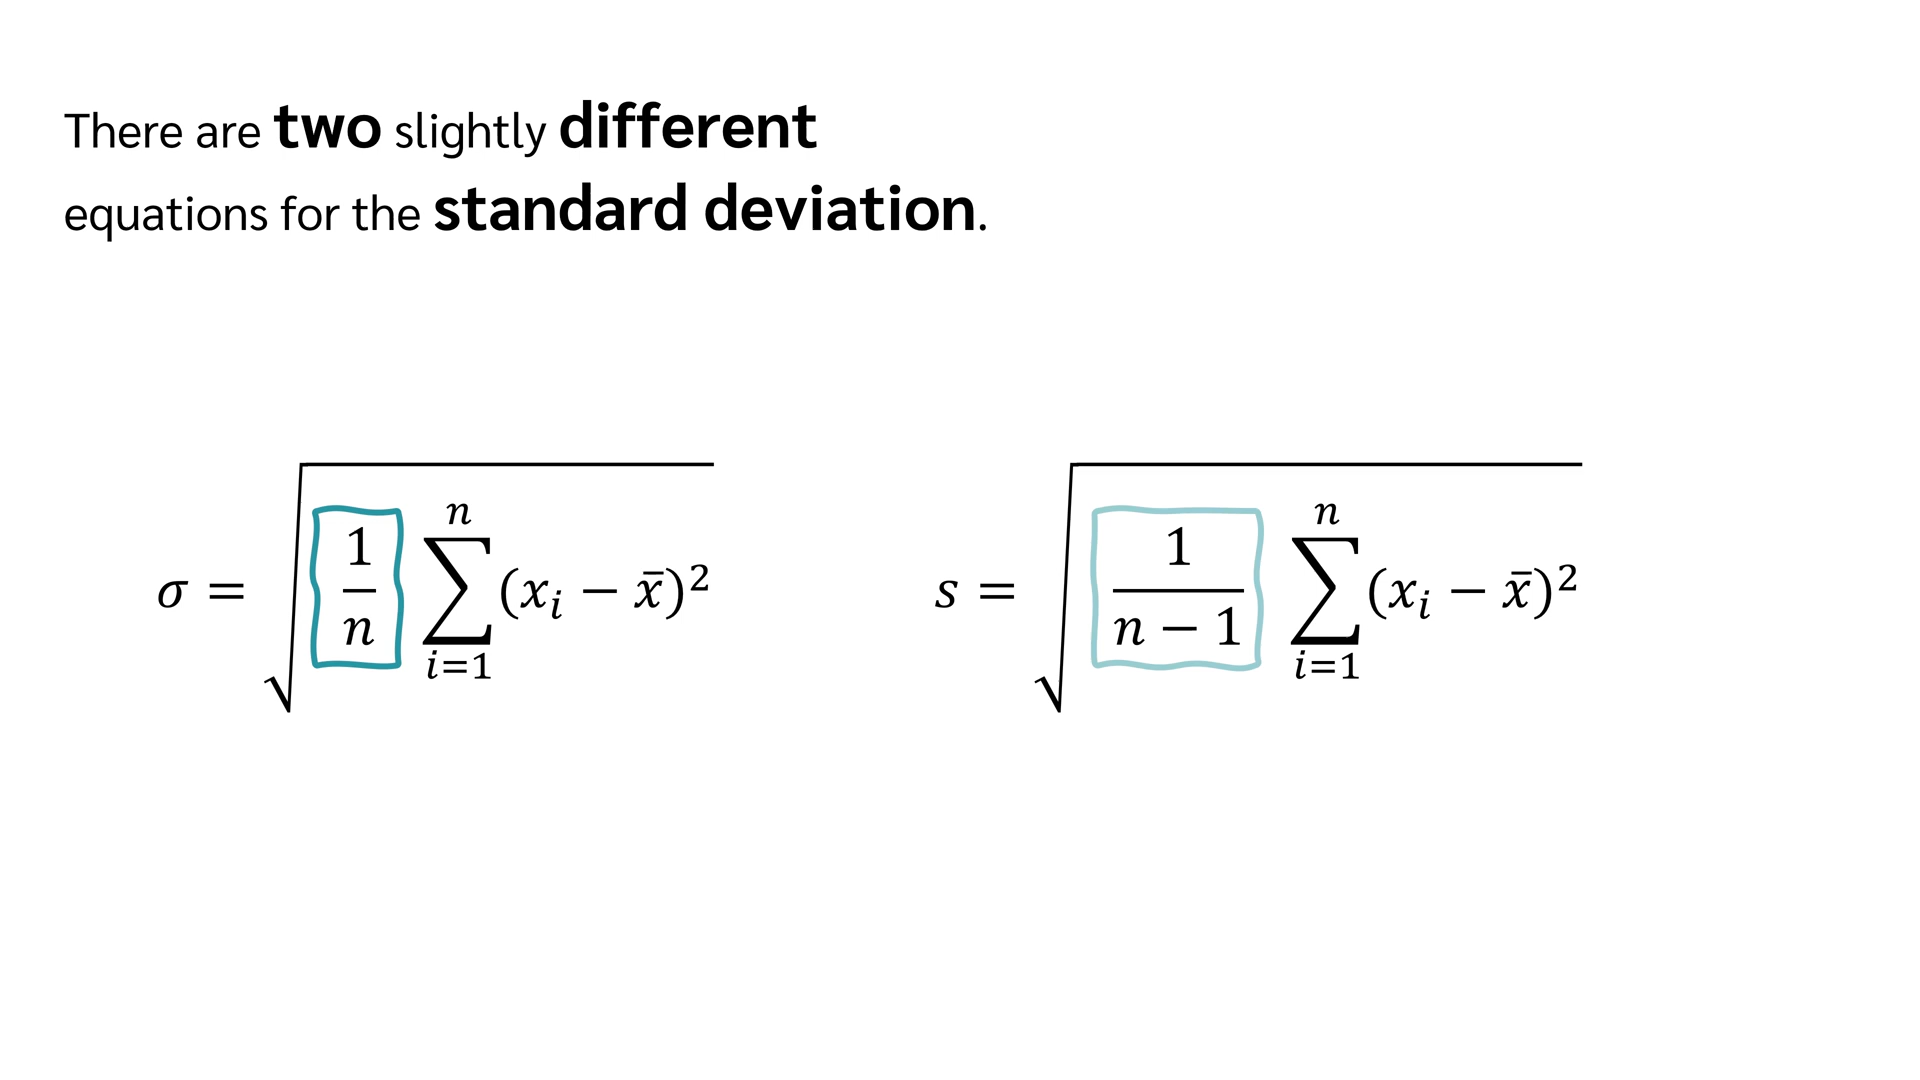 There are two slightly different
equations for the standard deviation.
σ = √(1/n ∑_{i=1}^{n} (x_i − x̄)²)
s = √(1/(n − 1) ∑_{i=1}^{n} (x_i − x̄)²)